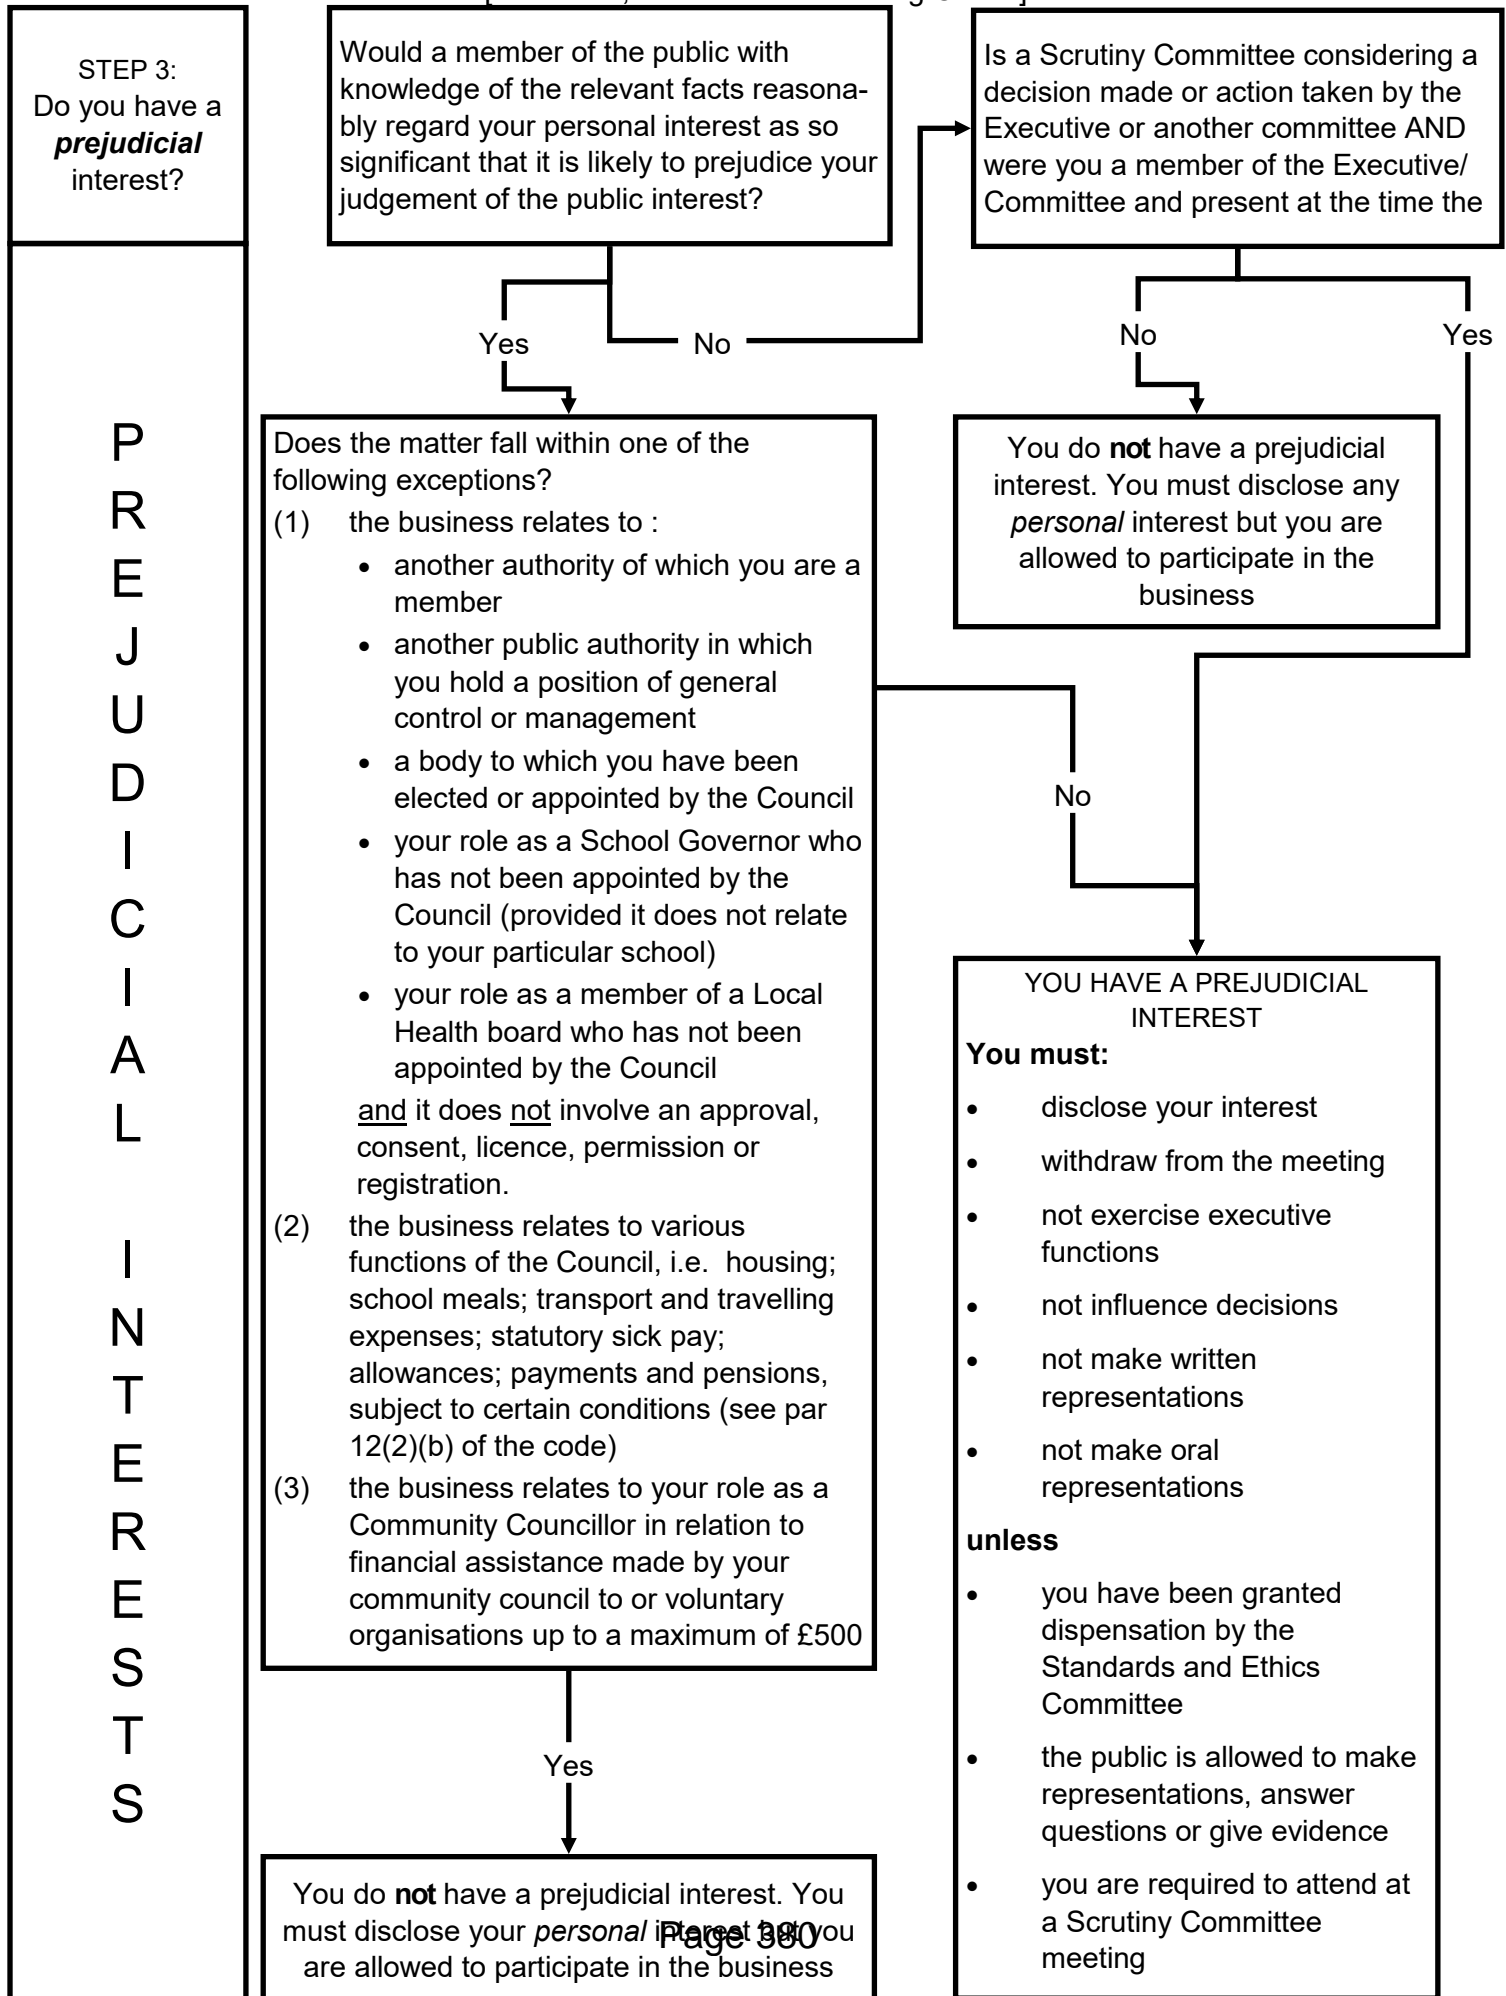 STEP 3:
Do you have a
prejudicial
interest?
P
R
E
J
U
D
I
C
I
A
L
I
N
T
E
R
E
S
T
S
Would a member of the public with
knowledge of the relevant facts reasona-
bly regard your personal interest as so
significant that it is likely to prejudice your
judgement of the public interest?
Is a Scrutiny Committee considering a
decision made or action taken by the
Executive or another committee AND
were you a member of the Executive/
Committee and present at the time the
Yes
No
No
Yes
Does the matter fall within one of the
following exceptions?
(1) the business relates to :
• another authority of which you are a
member
• another public authority in which
you hold a position of general
control or management
• a body to which you have been
elected or appointed by the Council
• your role as a School Governor who
has not been appointed by the
Council (provided it does not relate
to your particular school)
• your role as a member of a Local
Health board who has not been
appointed by the Council
and it does not involve an approval,
consent, licence, permission or
registration.
(2) the business relates to various
functions of the Council, i.e. housing;
school meals; transport and travelling
expenses; statutory sick pay;
allowances; payments and pensions,
subject to certain conditions (see par
12(2)(b) of the code)
(3) the business relates to your role as a
Community Councillor in relation to
financial assistance made by your
community council to or voluntary
organisations up to a maximum of £500
You do not have a prejudicial
interest. You must disclose any
personal interest but you are
allowed to participate in the
business
No
YOU HAVE A PREJUDICIAL
INTEREST
You must:
• disclose your interest
• withdraw from the meeting
• not exercise executive
functions
• not influence decisions
• not make written
representations
• not make oral
representations
unless
• you have been granted
dispensation by the
Standards and Ethics
Committee
• the public is allowed to make
representations, answer
questions or give evidence
• you are required to attend at
a Scrutiny Committee
meeting
Yes
You do not have a prejudicial interest. You
must disclose your personal interest but you
are allowed to participate in the business
Page 380